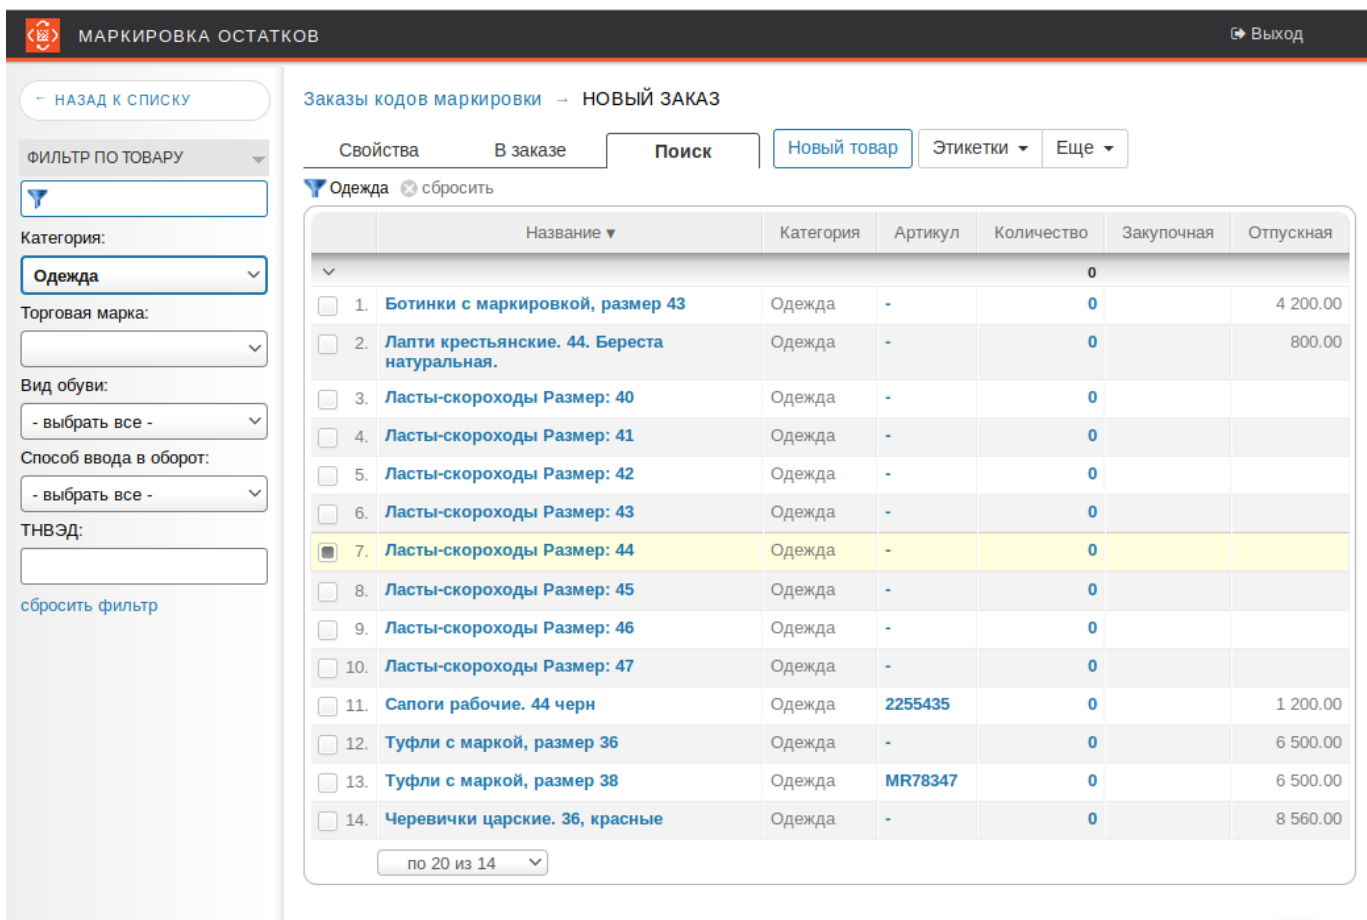 МАРКИРОВКА ОСТАТКОВ
Выход
← НАЗАД К СПИСКУ
Заказы кодов маркировки → НОВЫЙ ЗАКАЗ
ФИЛЬТР ПО ТОВАРУ
Свойства В заказе Поиск Новый товар Этикетки ▾ Еще ▾
Одежда сбросить
Категория:
Одежда
Торговая марка:
Вид обуви:
- выбрать все -
Способ ввода в оборот:
- выбрать все -
ТНВЭД:
сбросить фильтр
Название ▾ Категория Артикул Количество Закупочная Отпускная
0
1. Ботинки с маркировкой, размер 43 Одежда - 0 4 200.00
2. Лапти крестьянские. 44. Береста Одежда - 0 800.00
натуральная.
3. Ласты-скороходы Размер: 40 Одежда - 0
4. Ласты-скороходы Размер: 41 Одежда - 0
5. Ласты-скороходы Размер: 42 Одежда - 0
6. Ласты-скороходы Размер: 43 Одежда - 0
7. Ласты-скороходы Размер: 44 Одежда - 0
8. Ласты-скороходы Размер: 45 Одежда - 0
9. Ласты-скороходы Размер: 46 Одежда - 0
10. Ласты-скороходы Размер: 47 Одежда - 0
11. Сапоги рабочие. 44 черн Одежда 2255435 0 1 200.00
12. Туфли с маркой, размер 36 Одежда - 0 6 500.00
13. Туфли с маркой, размер 38 Одежда MR78347 0 6 500.00
14. Черевички царские. 36, красные Одежда - 0 8 560.00
по 20 из 14